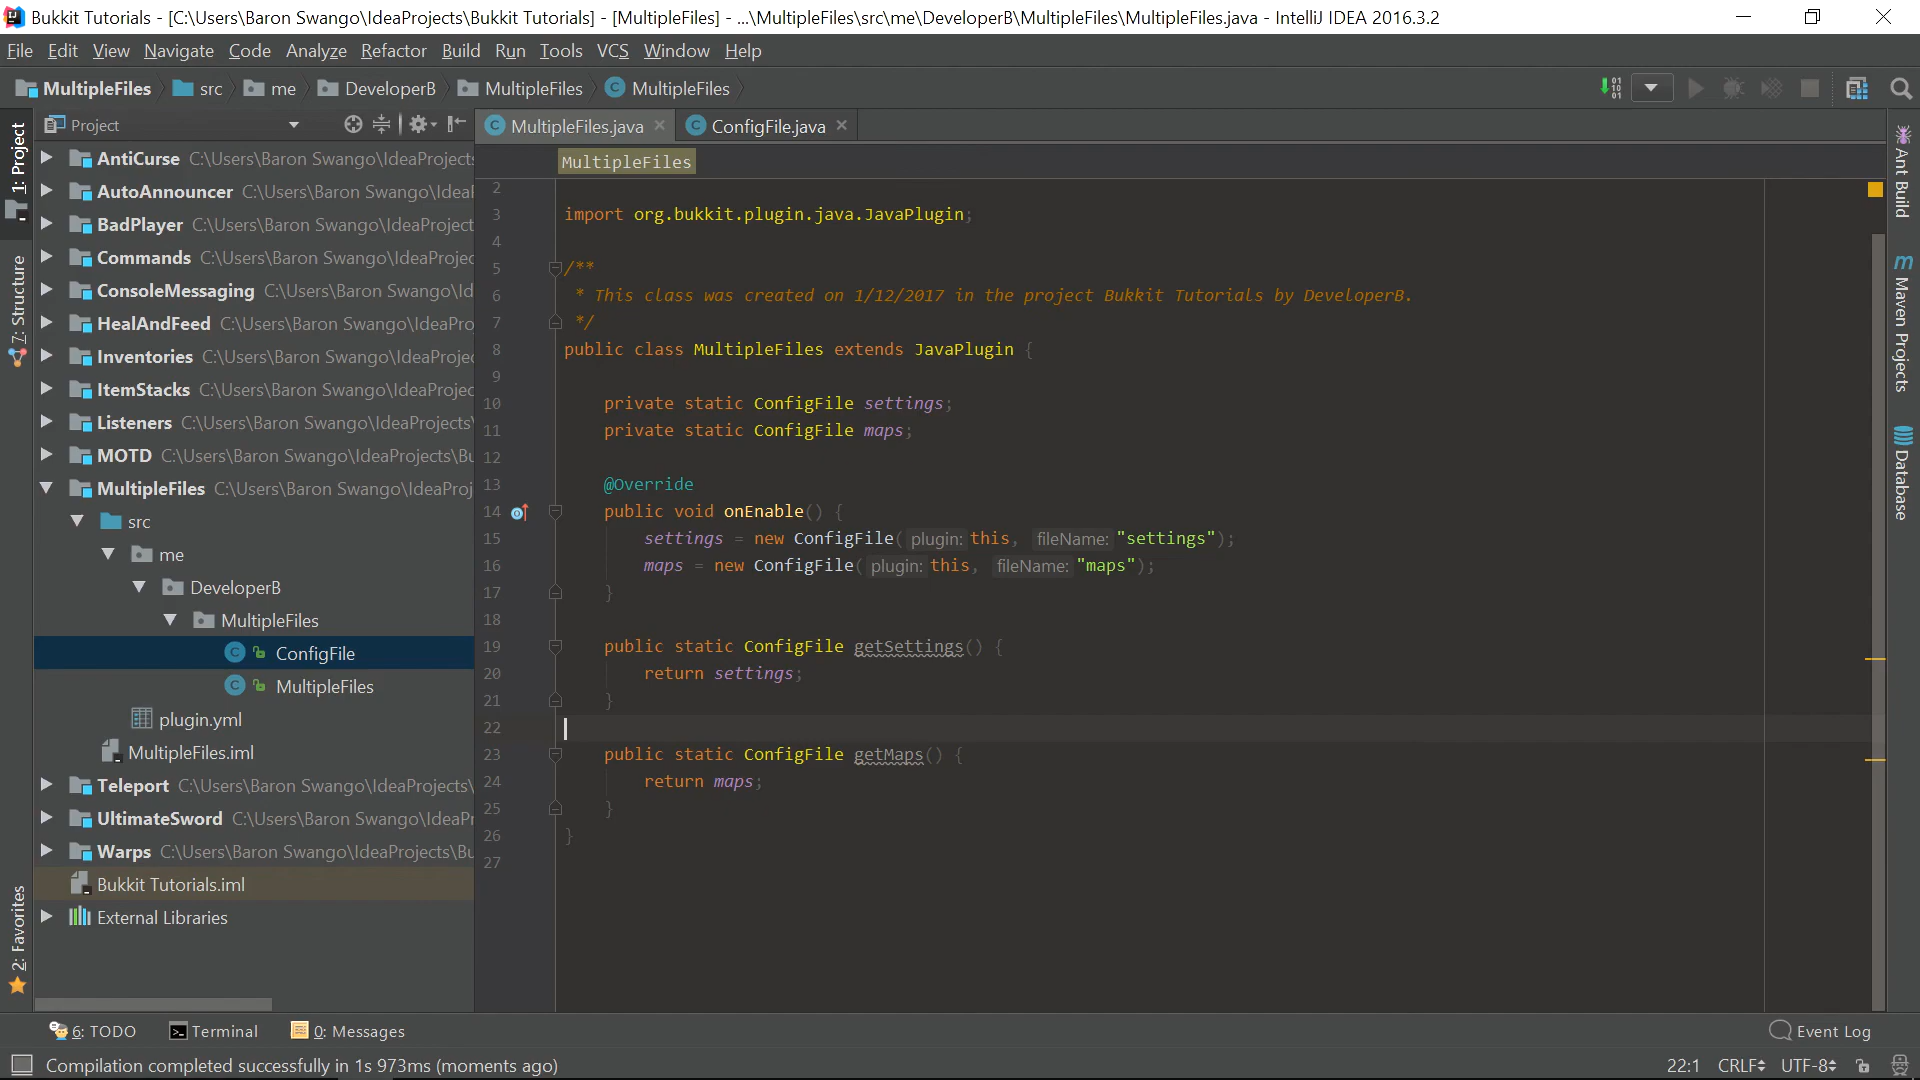 Bukkit Tutorials - [C:\Users\Baron Swango\IdeaProjects\Bukkit Tutorials] - [MultipleFiles] - ...\MultipleFiles\src\me\DeveloperB\MultipleFiles\MultipleFiles.java - IntelliJ IDEA 2016.3.2
File Edit View Navigate Code Analyze Refactor Build Run Tools VCS Window Help
MultipleFiles src me DeveloperB MultipleFiles MultipleFiles
1: Project
7: Structure
2: Favorites
Project
AntiCurse C:\Users\Baron Swango\IdeaProjects
AutoAnnouncer C:\Users\Baron Swango\Idea
BadPlayer C:\Users\Baron Swango\IdeaProject
Commands C:\Users\Baron Swango\IdeaProjec
ConsoleMessaging C:\Users\Baron Swango\Id
HealAndFeed C:\Users\Baron Swango\IdeaPro
Inventories C:\Users\Baron Swango\IdeaProjec
ItemStacks C:\Users\Baron Swango\IdeaProjec
Listeners C:\Users\Baron Swango\IdeaProjects\
MOTD C:\Users\Baron Swango\IdeaProjects\Bu
MultipleFiles C:\Users\Baron Swango\IdeaProj
src
me
DeveloperB
MultipleFiles
ConfigFile
MultipleFiles
plugin.yml
MultipleFiles.iml
Teleport C:\Users\Baron Swango\IdeaProjects\
UltimateSword C:\Users\Baron Swango\IdeaPr
Warps C:\Users\Baron Swango\IdeaProjects\Bu
Bukkit Tutorials.iml
External Libraries
MultipleFiles.java ConfigFile.java
MultipleFiles
2
3 import org.bukkit.plugin.java.JavaPlugin;
4
5 /**
6 * This class was created on 1/12/2017 in the project Bukkit Tutorials by DeveloperB.
7 */
8 public class MultipleFiles extends JavaPlugin {
9
10 private static ConfigFile settings;
11 private static ConfigFile maps;
12
13 @Override
14 public void onEnable() {
15 settings = new ConfigFile( plugin: this, fileName: "settings");
16 maps = new ConfigFile( plugin: this, fileName: "maps");
17 }
18
19 public static ConfigFile getSettings() {
20 return settings;
21 }
22
23 public static ConfigFile getMaps() {
24 return maps;
25 }
26 }
27
Ant Build
Maven Projects
Database
6: TODO Terminal 0: Messages Event Log
Compilation completed successfully in 1s 973ms (moments ago) 22:1 CRLF UTF-8